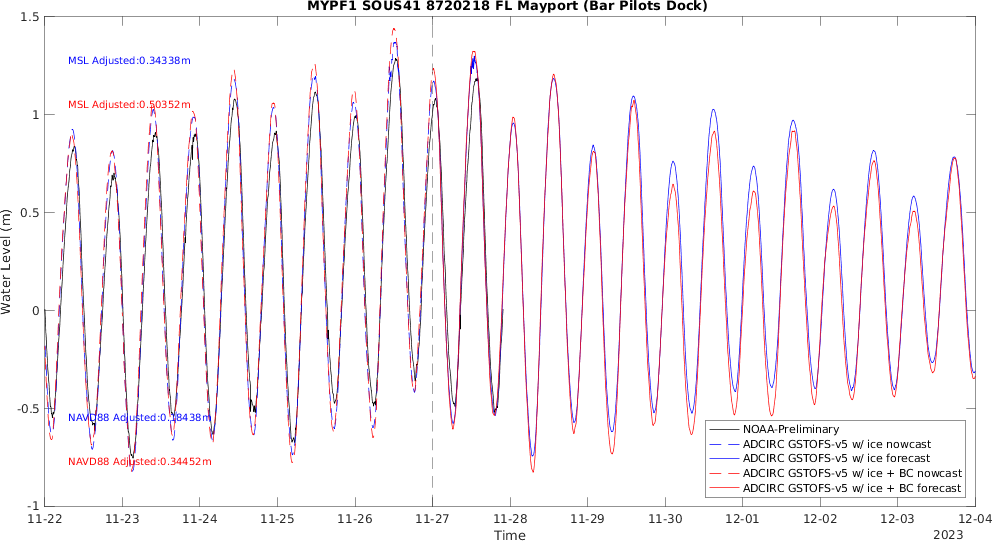 MYPF1 SOUS41 8720218 FL Mayport (Bar Pilots Dock)
1.5
1
0.5
0
-0.5
-1
Water Level (m)
MSL Adjusted:0.34338m
MSL Adjusted:0.50352m
NAVD88 Adjusted:0.18438m
NAVD88 Adjusted:0.34452m
NOAA-Preliminary
ADCIRC GSTOFS-v5 w/ ice nowcast
ADCIRC GSTOFS-v5 w/ ice forecast
ADCIRC GSTOFS-v5 w/ ice + BC nowcast
ADCIRC GSTOFS-v5 w/ ice + BC forecast
11-22 11-23 11-24 11-25 11-26 11-27 11-28 11-29 11-30 12-01 12-02 12-03 12-04
Time
2023